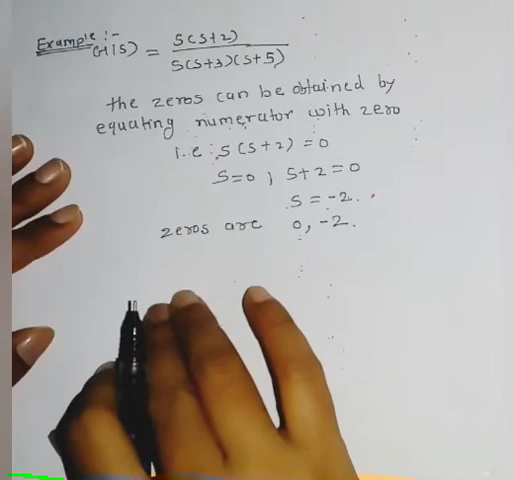 Example :- G(s) = S(S+2)
S(S+3)(S+5)
the zeros can be obtained by
equating numerator with zero
i.e : S(S+2) = 0
S=0 , S+2=0
S = -2.
zeros are 0, -2.